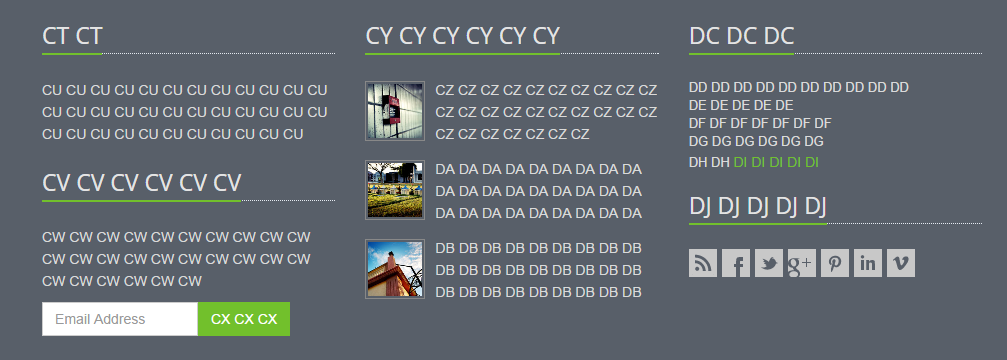 CT CT
CU CU CU CU CU CU CU CU CU CU CU CU
CU CU CU CU CU CU CU CU CU CU CU CU
CU CU CU CU CU CU CU CU CU CU CU
CV CV CV CV CV CV
CW CW CW CW CW CW CW CW CW CW
CW CW CW CW CW CW CW CW CW CW
CW CW CW CW CW CW
Email Address
CX CX CX
CY CY CY CY CY CY
CZ CZ CZ CZ CZ CZ CZ CZ CZ CZ
CZ CZ CZ CZ CZ CZ CZ CZ CZ CZ
CZ CZ CZ CZ CZ CZ CZ
DA DA DA DA DA DA DA DA DA
DA DA DA DA DA DA DA DA DA
DA DA DA DA DA DA DA DA DA
DB DB DB DB DB DB DB DB DB
DB DB DB DB DB DB DB DB DB
DB DB DB DB DB DB DB DB DB
DC DC DC
DD DD DD DD DD DD DD DD DD DD
DE DE DE DE DE
DF DF DF DF DF DF DF
DG DG DG DG DG DG
DH DH DI DI DI DI DI
DJ DJ DJ DJ DJ